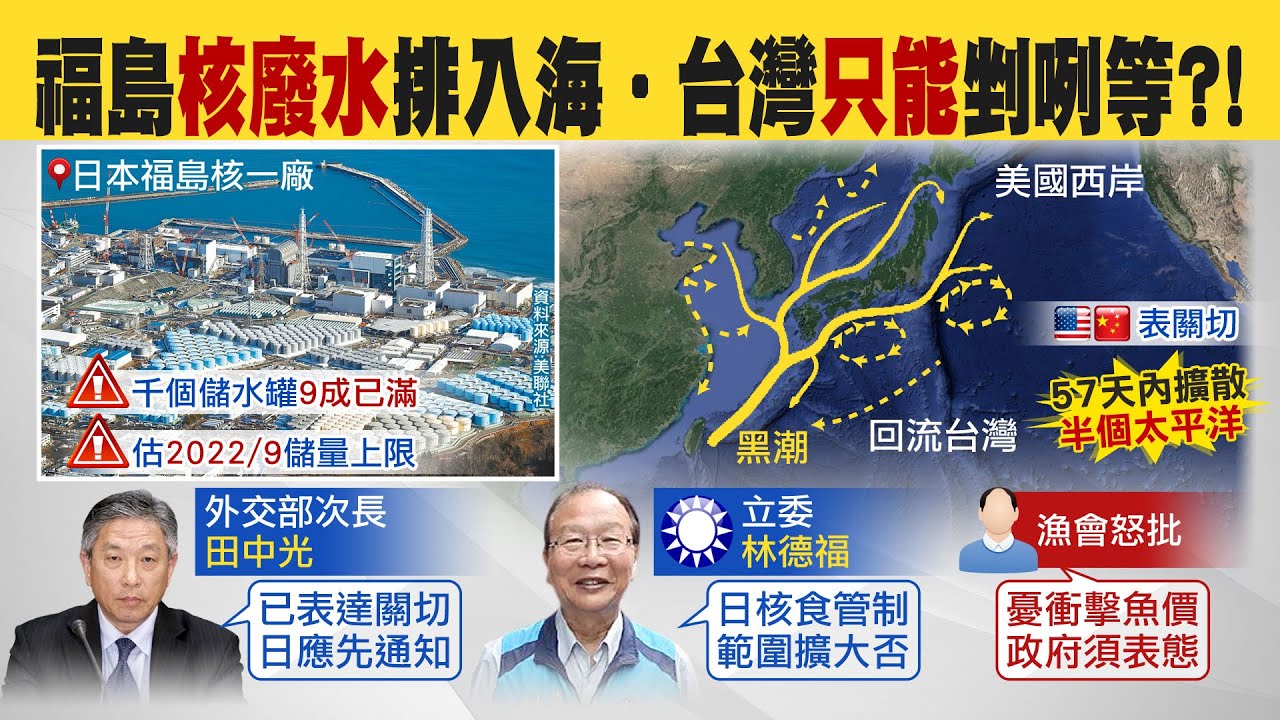 福島核廢水排入海·台灣只能剉咧等?!
日本福島核一廠
資料來源:美聯社
千個儲水罐9成已滿
估2022/9儲量上限
美國西岸
表關切
57天內擴散
半個太平洋
黑潮
回流台灣
外交部次長
田中光
已表達關切
日應先通知
立委
林德福
日核食管制
範圍擴大否
漁會怒批
憂衝擊魚價
政府須表態